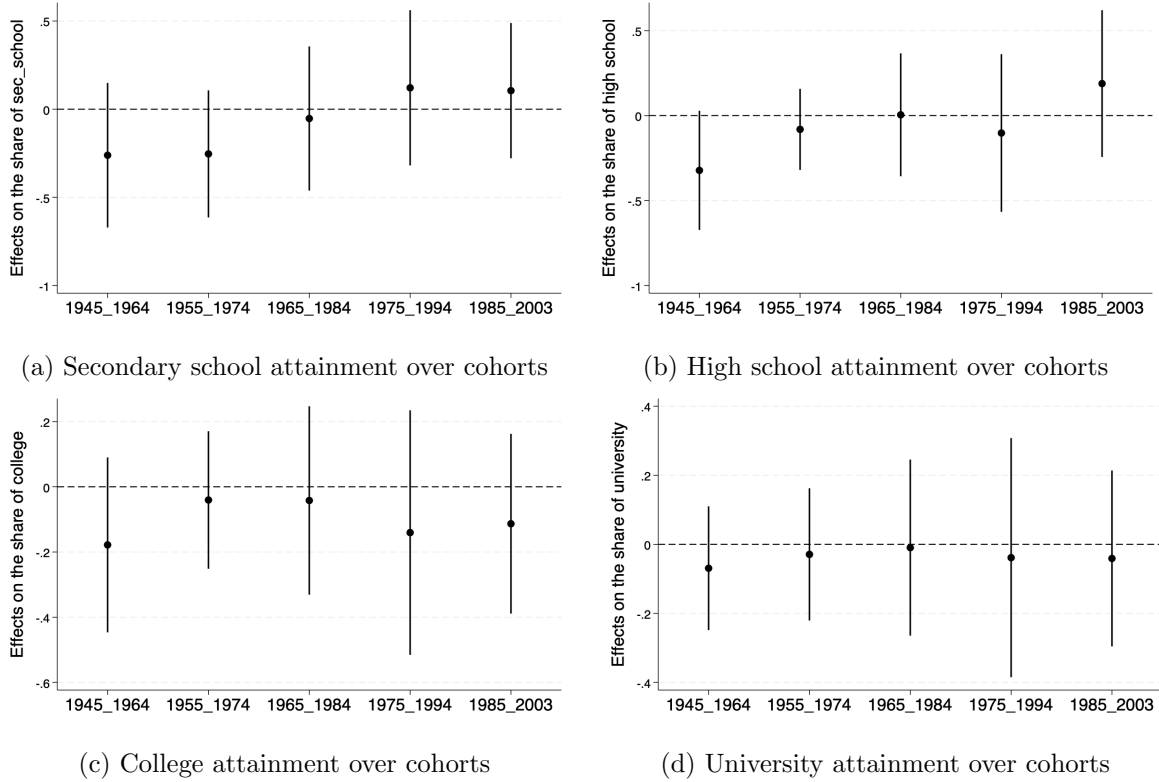 Effects on the share of sec_school
.5
0
-.5
-1
1945_1964 1955_1974 1965_1984 1975_1994 1985_2003
(a) Secondary school attainment over cohorts
Effects on the share of high school
.5
0
-.5
-1
1945_1964 1955_1974 1965_1984 1975_1994 1985_2003
(b) High school attainment over cohorts
Effects on the share of college
.2
0
-.2
-.4
-.6
1945_1964 1955_1974 1965_1984 1975_1994 1985_2003
(c) College attainment over cohorts
Effects on the share of university
.4
.2
0
-.2
-.4
1945_1964 1955_1974 1965_1984 1975_1994 1985_2003
(d) University attainment over cohorts